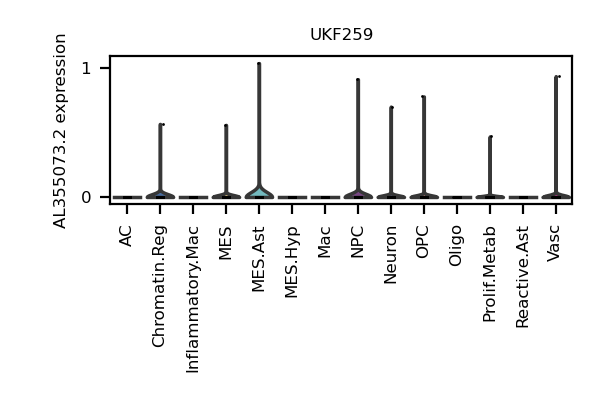 UKF259
AL355073.2 expression
1
0
AC
Chromatin.Reg
Inflammatory.Mac
MES
MES.Ast
MES.Hyp
Mac
NPC
Neuron
OPC
Oligo
Prolif.Metab
Reactive.Ast
Vasc